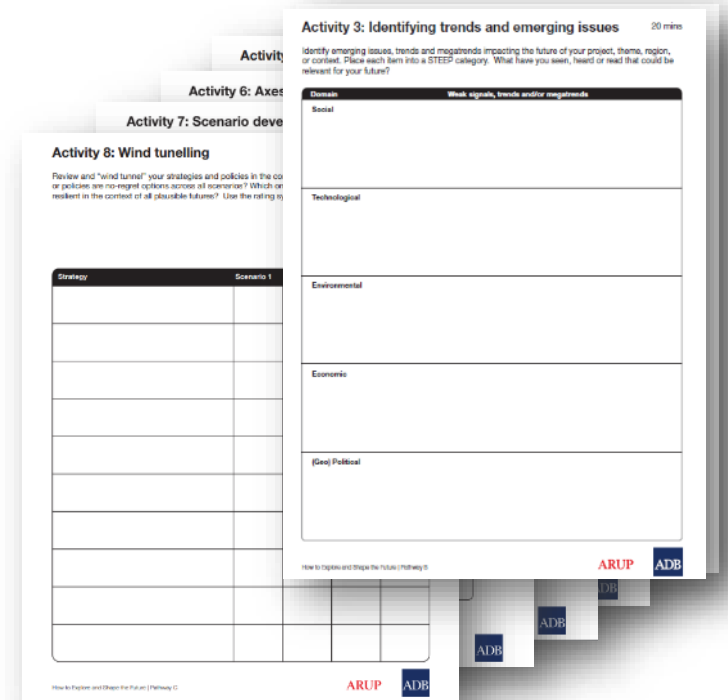 Activity 3: Identifying trends and emerging issues 20 mins
Identify emerging issues, trends and megatrends impacting the future of your project, theme, region,
or context. Place each item into a STEEP category. What have you seen, heard or read that could be
relevant for your future?
Domain Weak signals, trends and/or megatrends
Social
Technological
Environmental
Economic
(Geo) Political
How to Explore and Shape the Future | Pathway B
ARUP ADB
Activity
Activity 6: Axes
Activity 7: Scenario deve
Activity 8: Wind tunelling
Review and "wind tunnel" your strategies and policies in the co
or policies are no-regret options across all scenarios? Which on
resilient in the context of all plausible futures? Use the rating sy
Strategy Scenario 1
How to Explore and Shape the Future | Pathway C
ARUP ADB
ADB
ADB
ADB